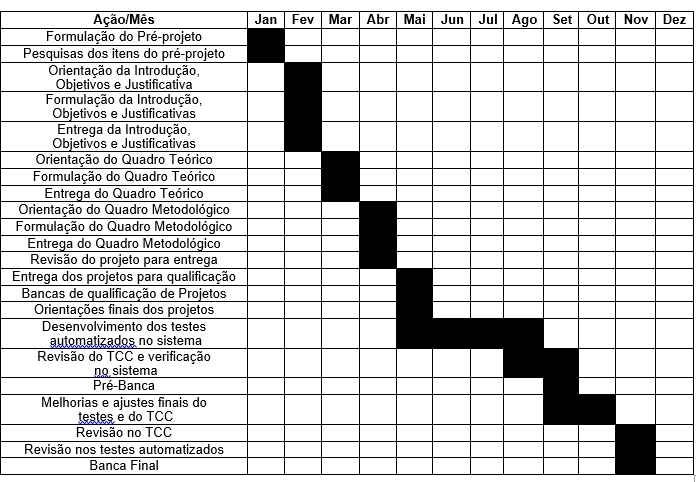 Ação/Mês Jan Fev Mar Abr Mai Jun Jul Ago Set Out Nov Dez
Formulação do Pré-projeto
Pesquisas dos itens do pré-projeto
Orientação da Introdução,
Objetivos e Justificativa
Formulação da Introdução,
Objetivos e Justificativas
Entrega da Introdução,
Objetivos e Justificativas
Orientação do Quadro Teórico
Formulação do Quadro Teórico
Entrega do Quadro Teórico
Orientação do Quadro Metodológico
Formulação do Quadro Metodológico
Entrega do Quadro Metodológico
Revisão do projeto para entrega
Entrega dos projetos para qualificação
Bancas de qualificação de Projetos
Orientações finais dos projetos
Desenvolvimento dos testes
automatizados no sistema
Revisão do TCC e verificação
no sistema
Pré-Banca
Melhorias e ajustes finais do
testes e do TCC
Revisão no TCC
Revisão nos testes automatizados
Banca Final